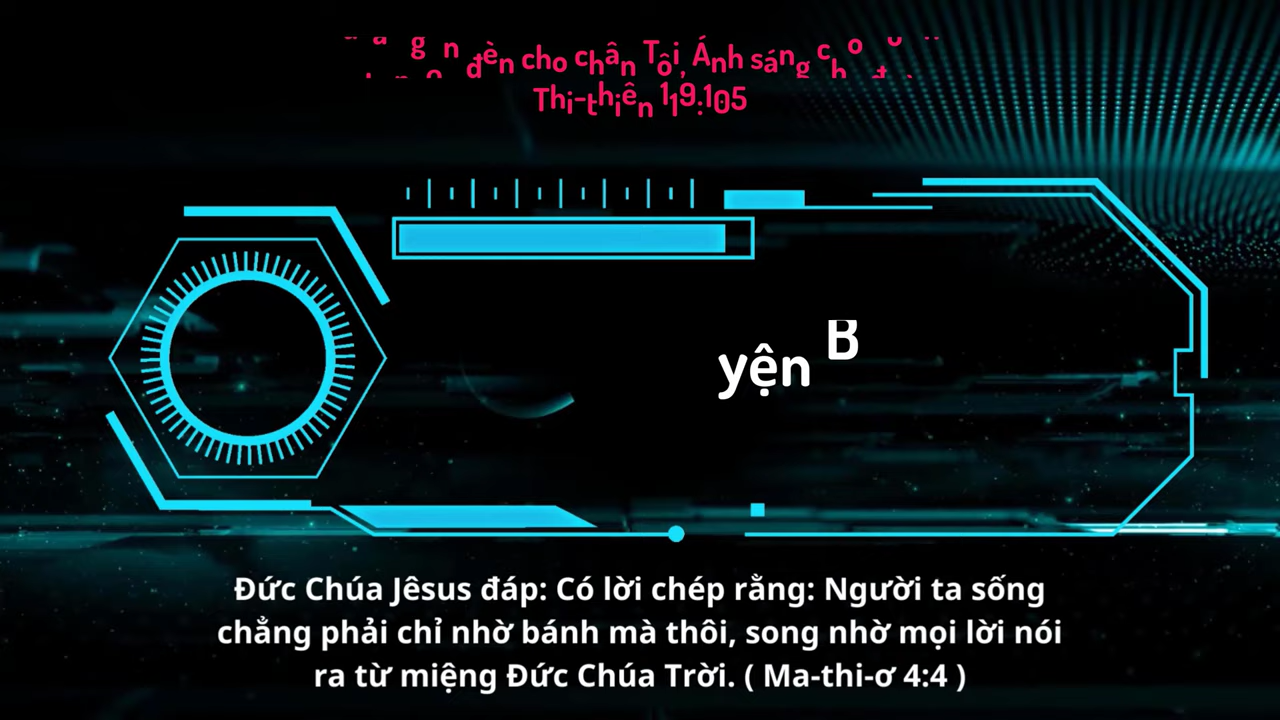 đèn cho chân Tôi, Ánh sáng
Thi-thiên 119:105
yện B
Đức Chúa Jêsus đáp: Có lời chép rằng: Người ta sống
chẳng phải chỉ nhờ bánh mà thôi, song nhờ mọi lời nói
ra từ miệng Đức Chúa Trời. ( Ma-thi-ơ 4:4 )